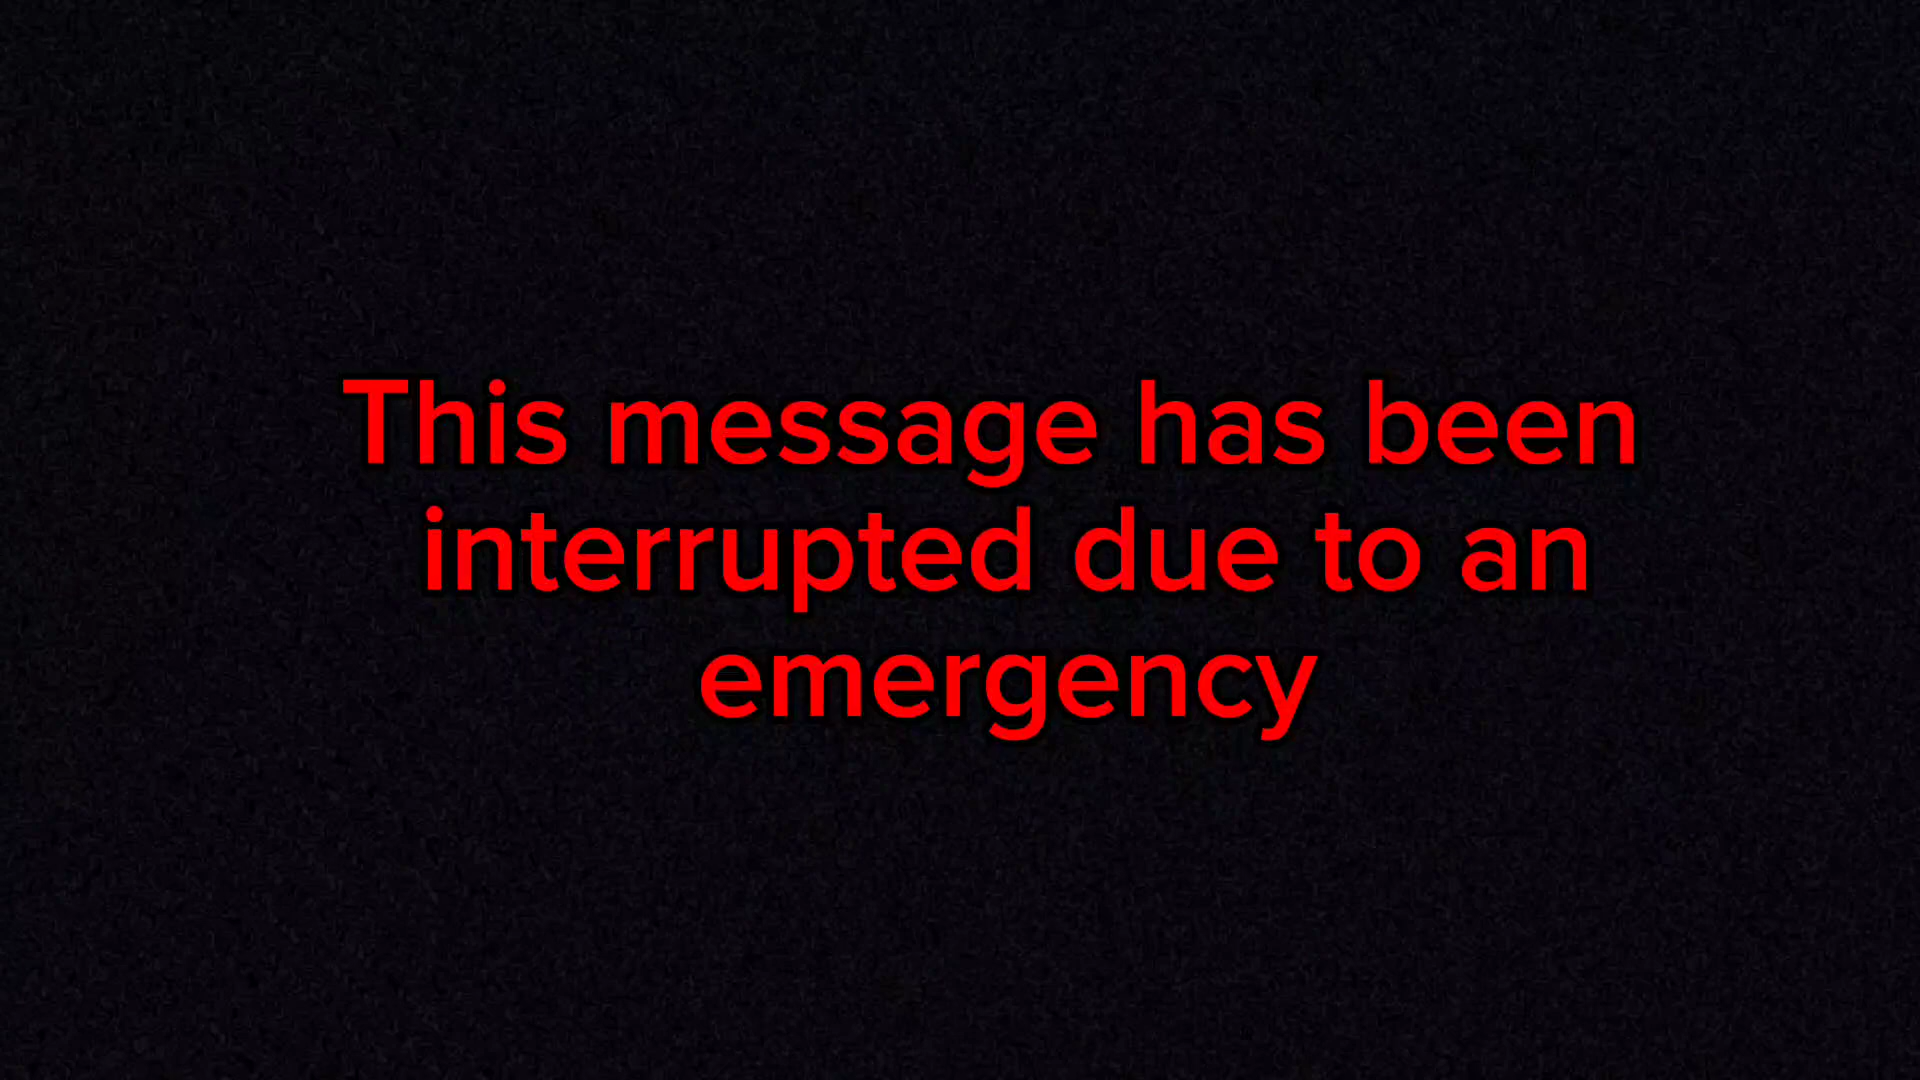 This message has been
interrupted due to an
emergency